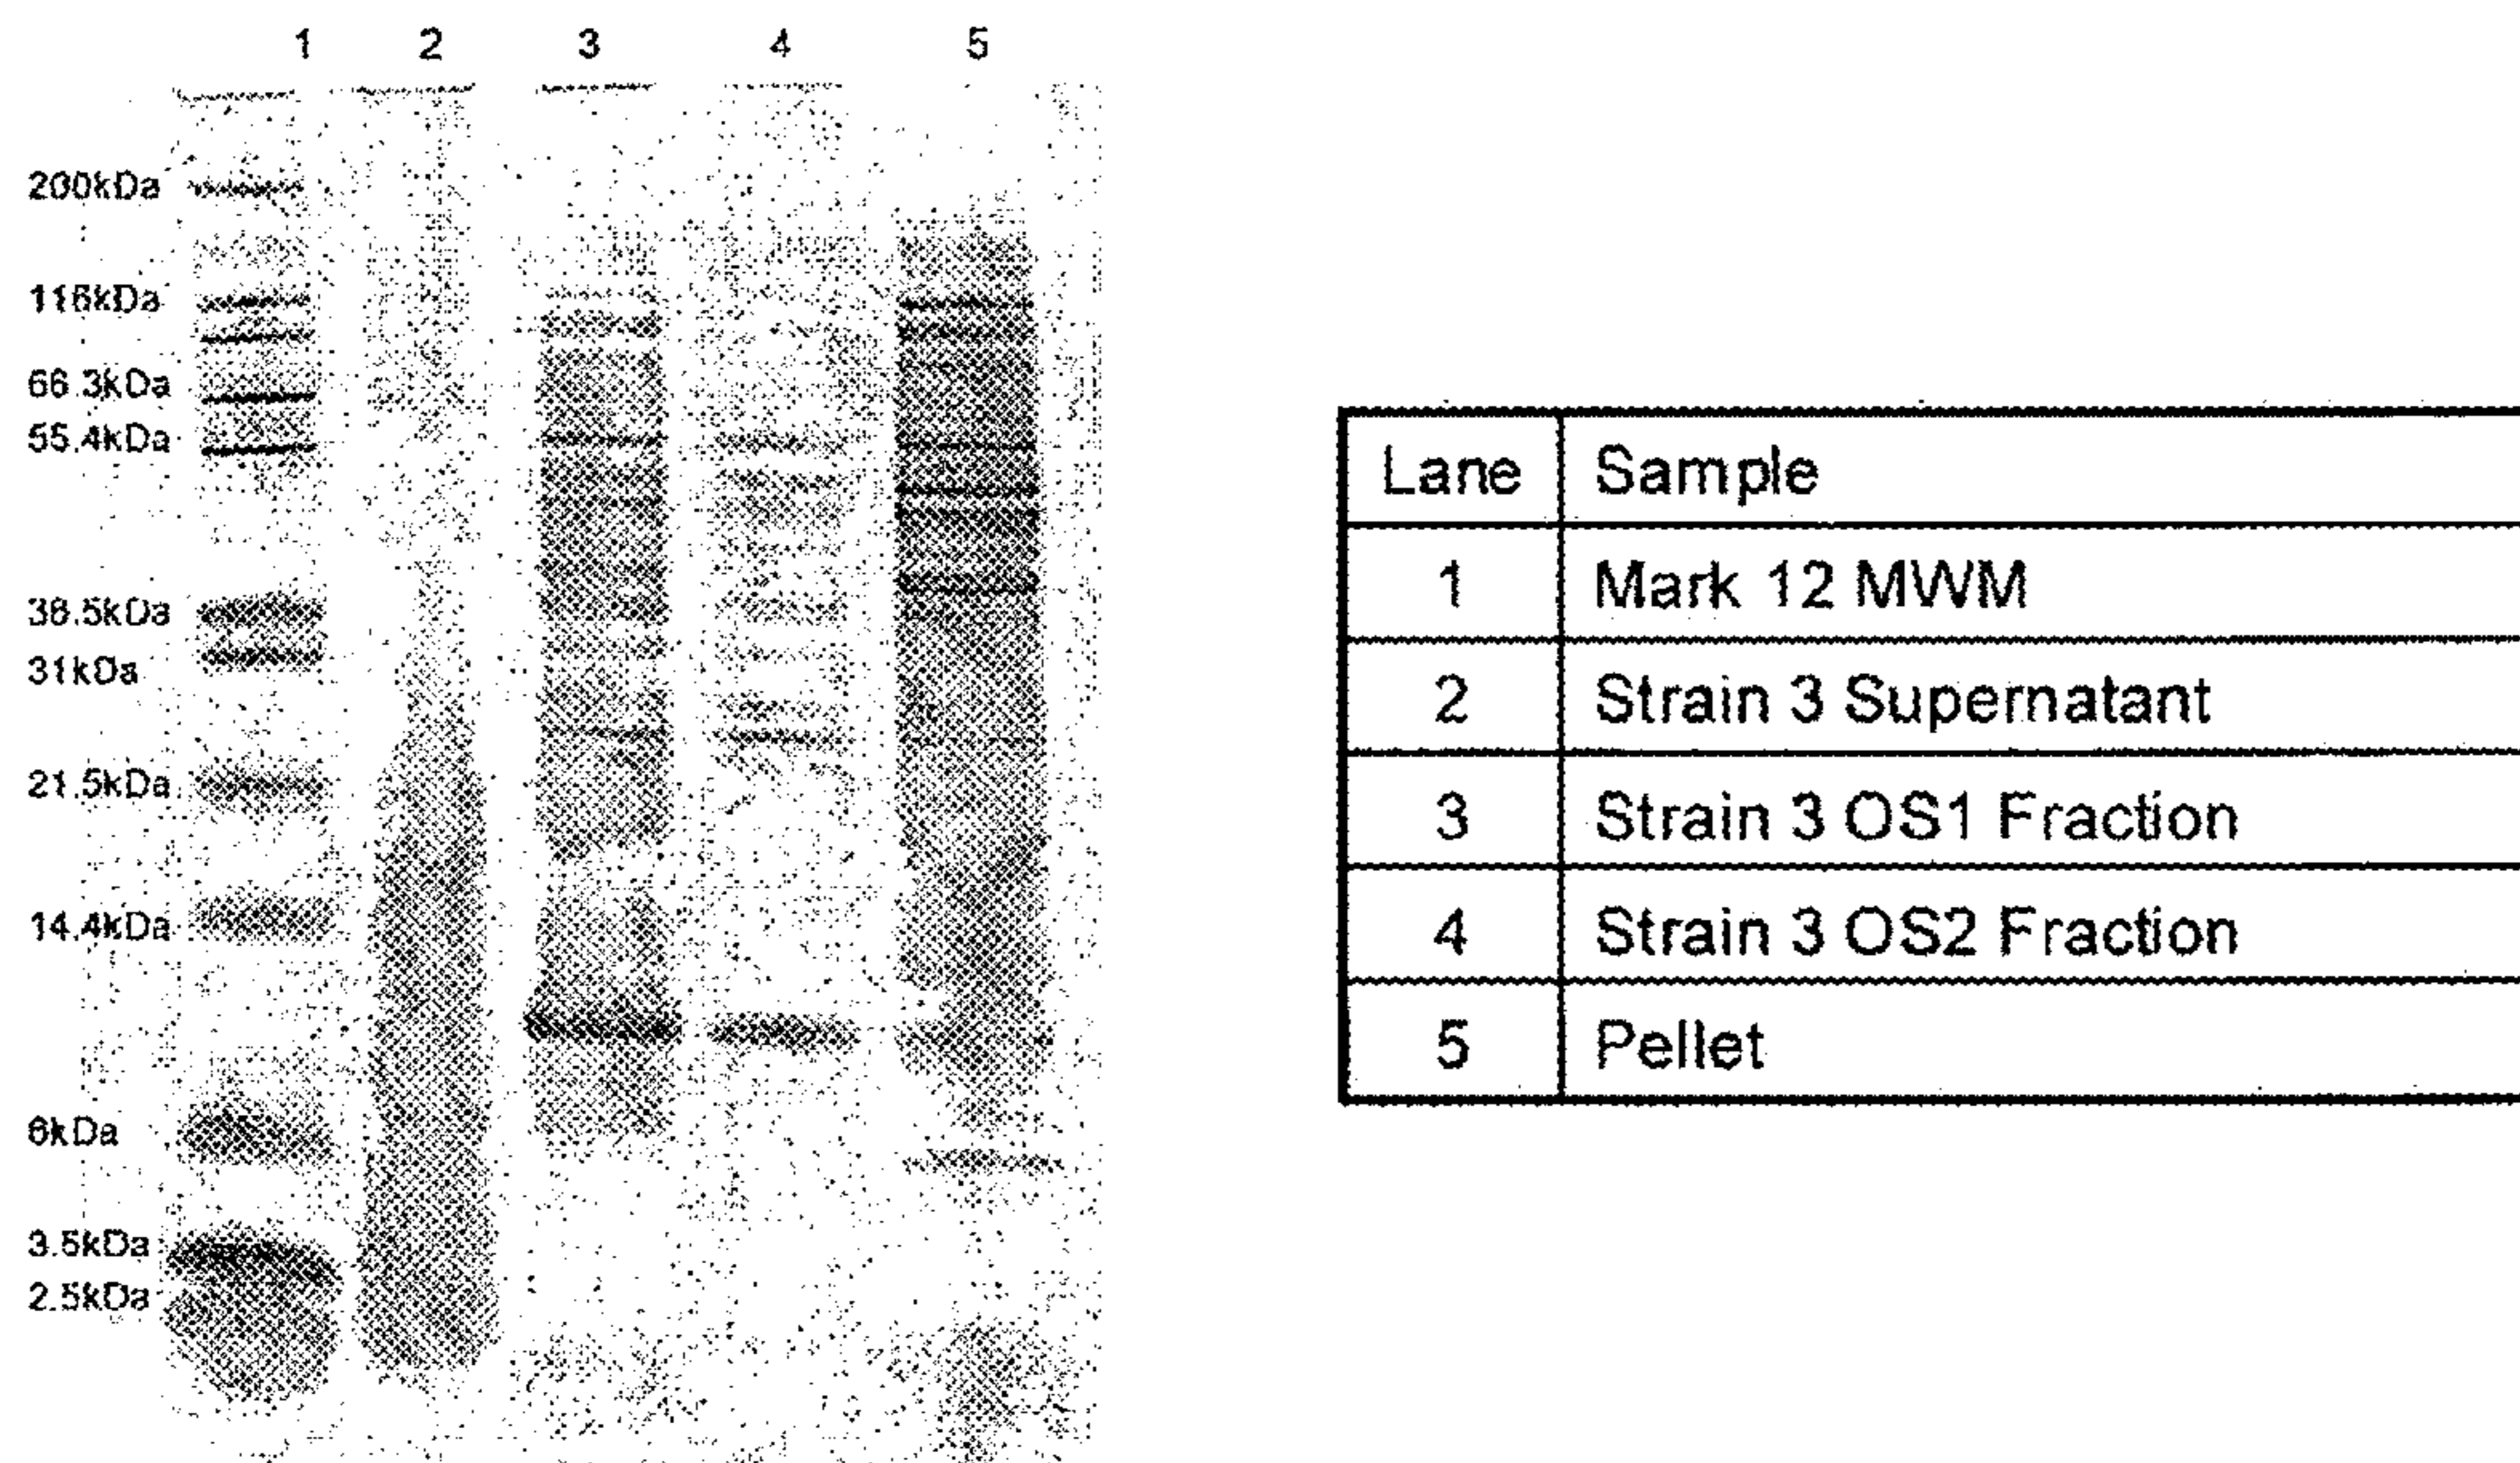 1 2 3 4 5
200kDa
116kDa
66.3kDa
55.4kDa
36.5kDa
31kDa
21.5kDa
14.4kDa
6kDa
3.5kDa
2.5kDa
Lane Sample
1 Mark 12 MWM
2 Strain 3 Supernatant
3 Strain 3 OS1 Fraction
4 Strain 3 OS2 Fraction
5 Pellet